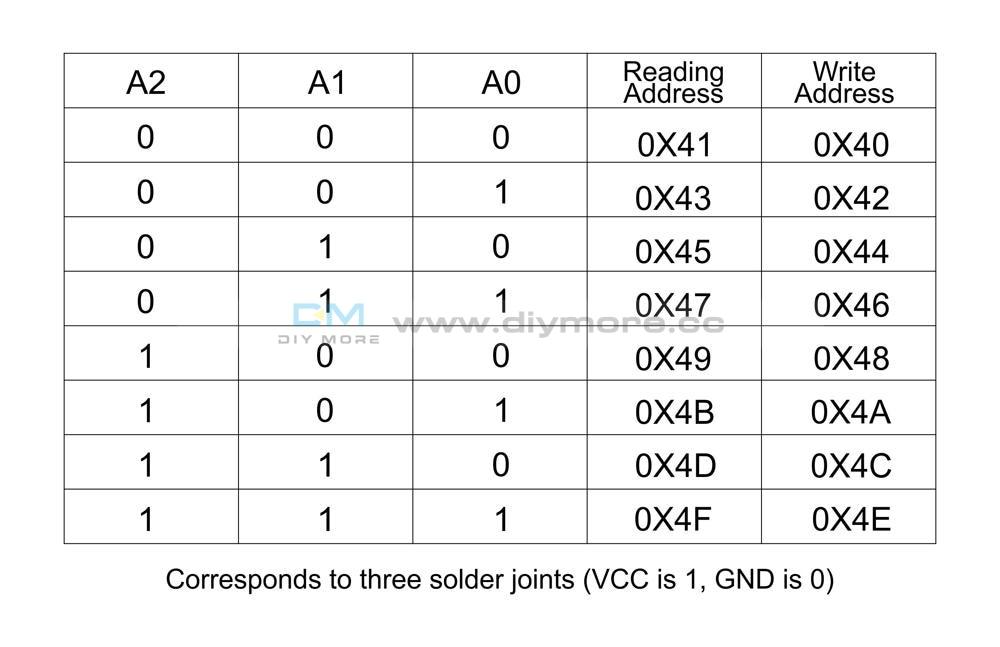 A2 A1 A0 Reading Address Write Address
0 0 0 0X41 0X40
0 0 1 0X43 0X42
0 1 0 0X45 0X44
0 1 1 0X47 0X46
DIY MORE www.diymore.cc
1 0 0 0X49 0X48
1 0 1 0X4B 0X4A
1 1 0 0X4D 0X4C
1 1 1 0X4F 0X4E
Corresponds to three solder joints (VCC is 1, GND is 0)